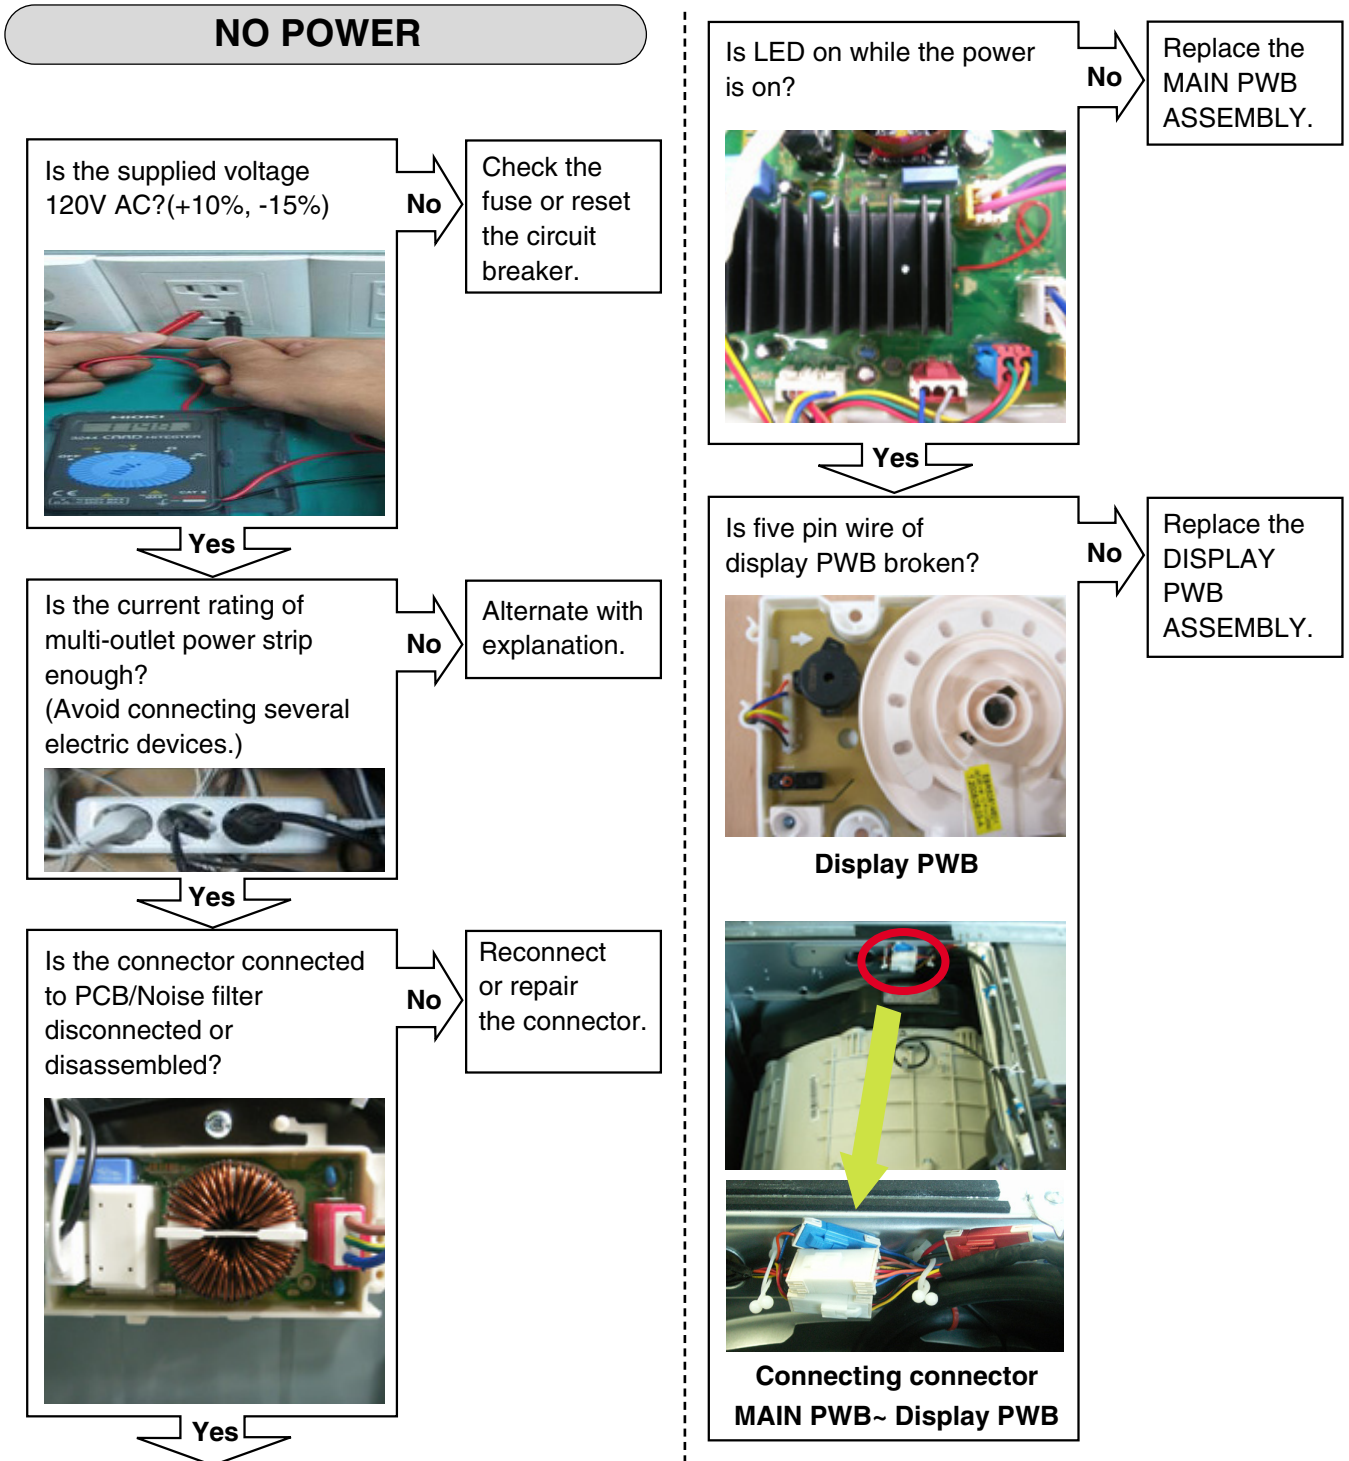 NO POWER
Is the supplied voltage
120V AC?(+10%, -15%)
No
Check the
fuse or reset
the circuit
breaker.
HIOKI
CARD HITESTER
OFF
Yes
Is the current rating of
multi-outlet power strip
enough?
(Avoid connecting several
electric devices.)
No
Alternate with
explanation.
Yes
Is the connector connected
to PCB/Noise filter
disconnected or
disassembled?
No
Reconnect
or repair
the connector.
Yes
Is LED on while the power
is on?
No
Replace the
MAIN PWB
ASSEMBLY.
Yes
Is five pin wire of
display PWB broken?
No
Replace the
DISPLAY
PWB
ASSEMBLY.
Display PWB
Connecting connector
MAIN PWB~ Display PWB